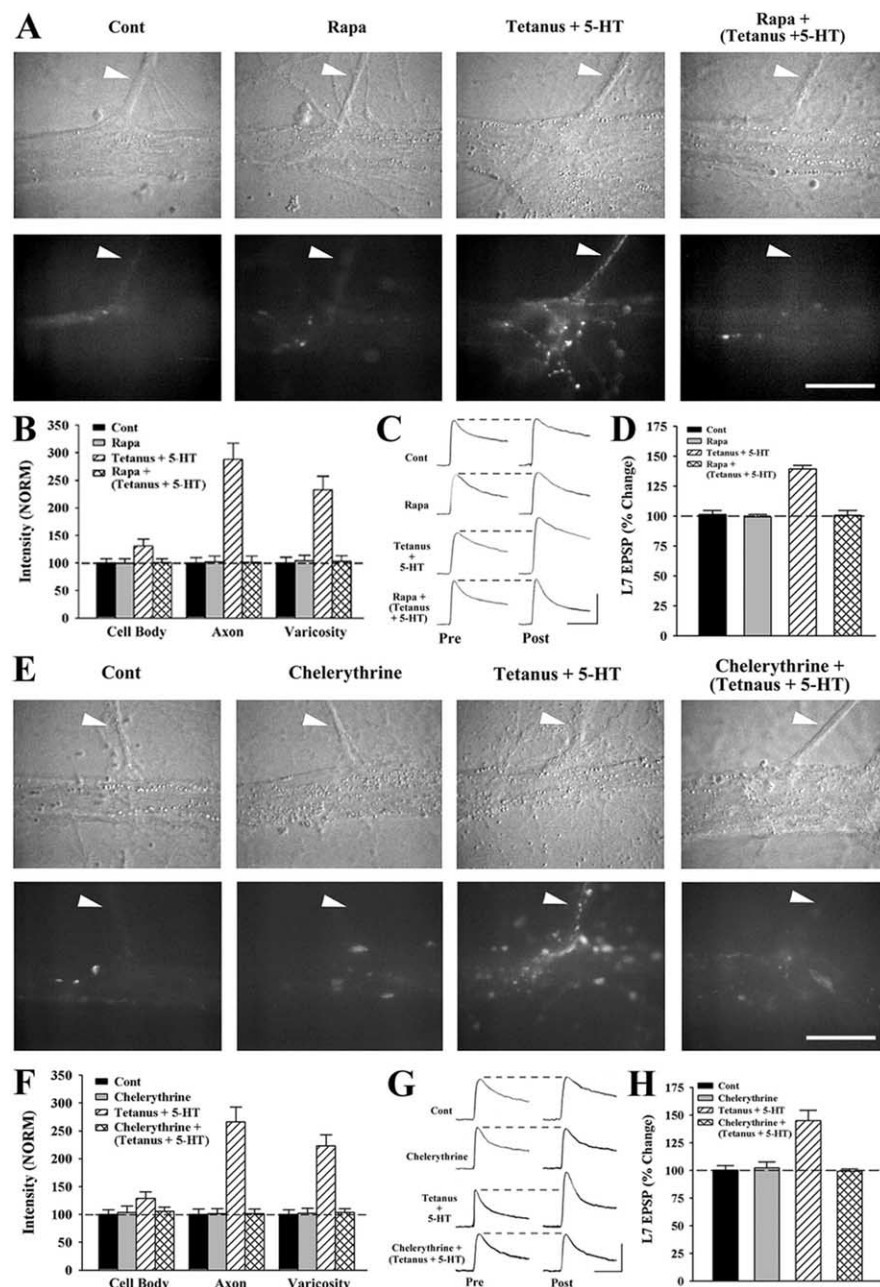 A
Cont
Rapa
Tetanus + 5-HT
Rapa +
(Tetanus +5-HT)
B
350
300
250
200
150
100
50
0
Intensity (NORM)
Cont
Rapa
Tetanus + 5-HT
Rapa +
(Tetanus + 5-HT)
Cell Body
Axon
Varicosity
C
Cont
Rapa
Tetanus
+
5-HT
Rapa +
(Tetanus
+ 5-HT)
Pre
Post
D
175
150
125
100
75
50
25
0
L7 EPSP (% Change)
Cont
Rapa
Tetanus + 5-HT
Rapa +
(Tetanus + 5-HT)
E
Cont
Chelerythrine
Tetanus + 5-HT
Chelerythrine +
(Tetnaus + 5-HT)
F
350
300
250
200
150
100
50
0
Intensity (NORM)
Cont
Chelerythrine
Tetanus + 5-HT
Chelerythrine +
(Tetanus + 5-HT)
Cell Body
Axon
Varicosity
G
Cont
Chelerythrine
Tetanus
+
5-HT
Chelerythrine +
(Tetanus + 5-HT)
Pre
Post
H
175
150
125
100
75
50
25
0
L7 EPSP (% Change)
Cont
Chelerythrine
Tetanus + 5-HT
Chelerythrine +
(Tetanus + 5-HT)